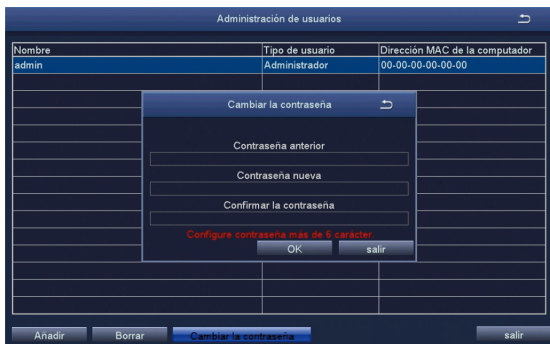 Administración de usuarios
Nombre Tipo de usuario Dirección MAC de la computador
admin Administrador 00-00-00-00-00-00
Cambiar la contraseña
Contraseña anterior
Contraseña nueva
Confirmar la contraseña
Configure contraseña más de 6 carácter.
OK salir
Añadir Borrar Cambiar la contraseña salir